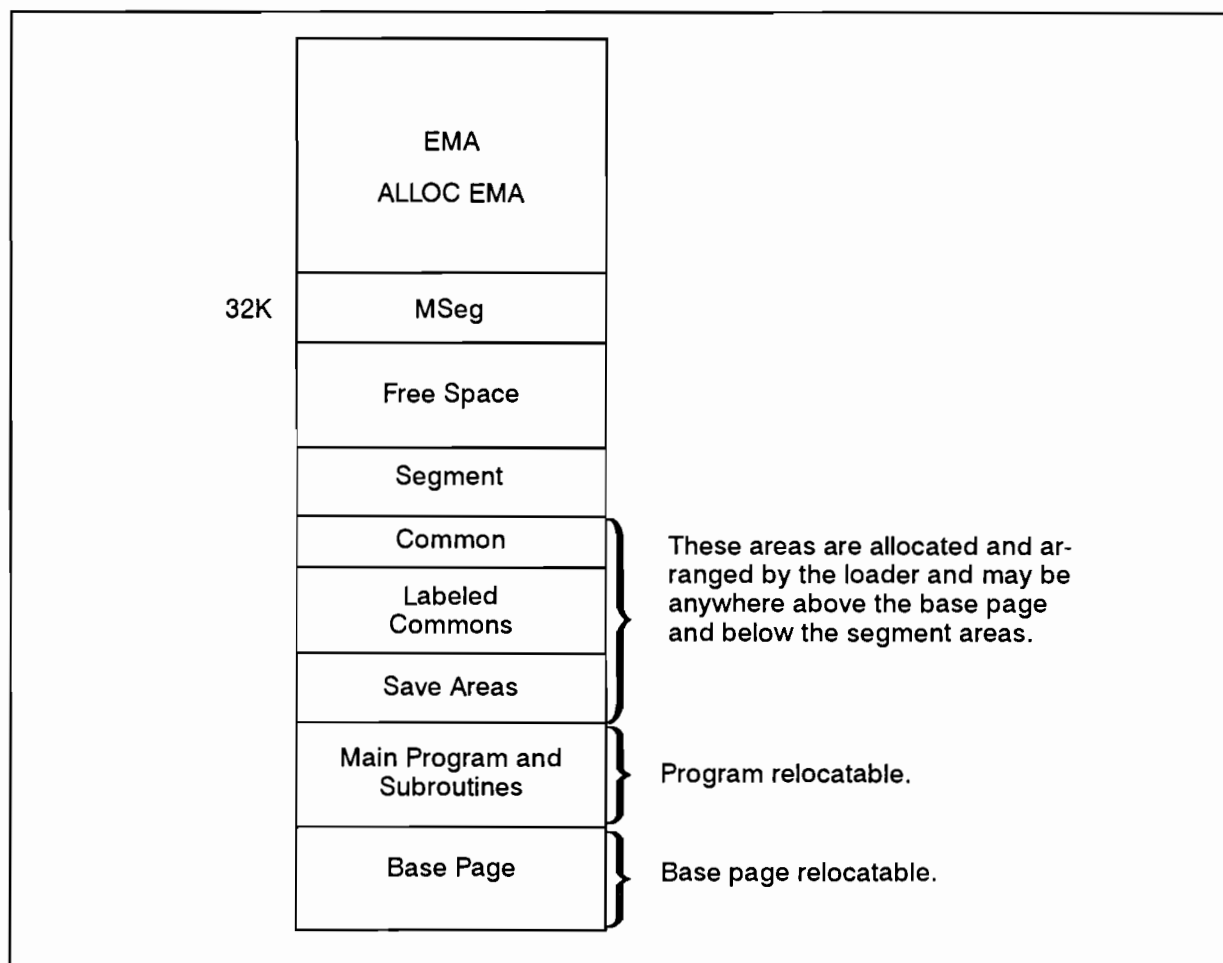 EMA
ALLOC EMA
32K
MSeg
Free Space
Segment
Common
Labeled
Commons
Save Areas
These areas are allocated and ar-
ranged by the loader and may be
anywhere above the base page
and below the segment areas.
Main Program and
Subroutines
Program relocatable.
Base Page
Base page relocatable.